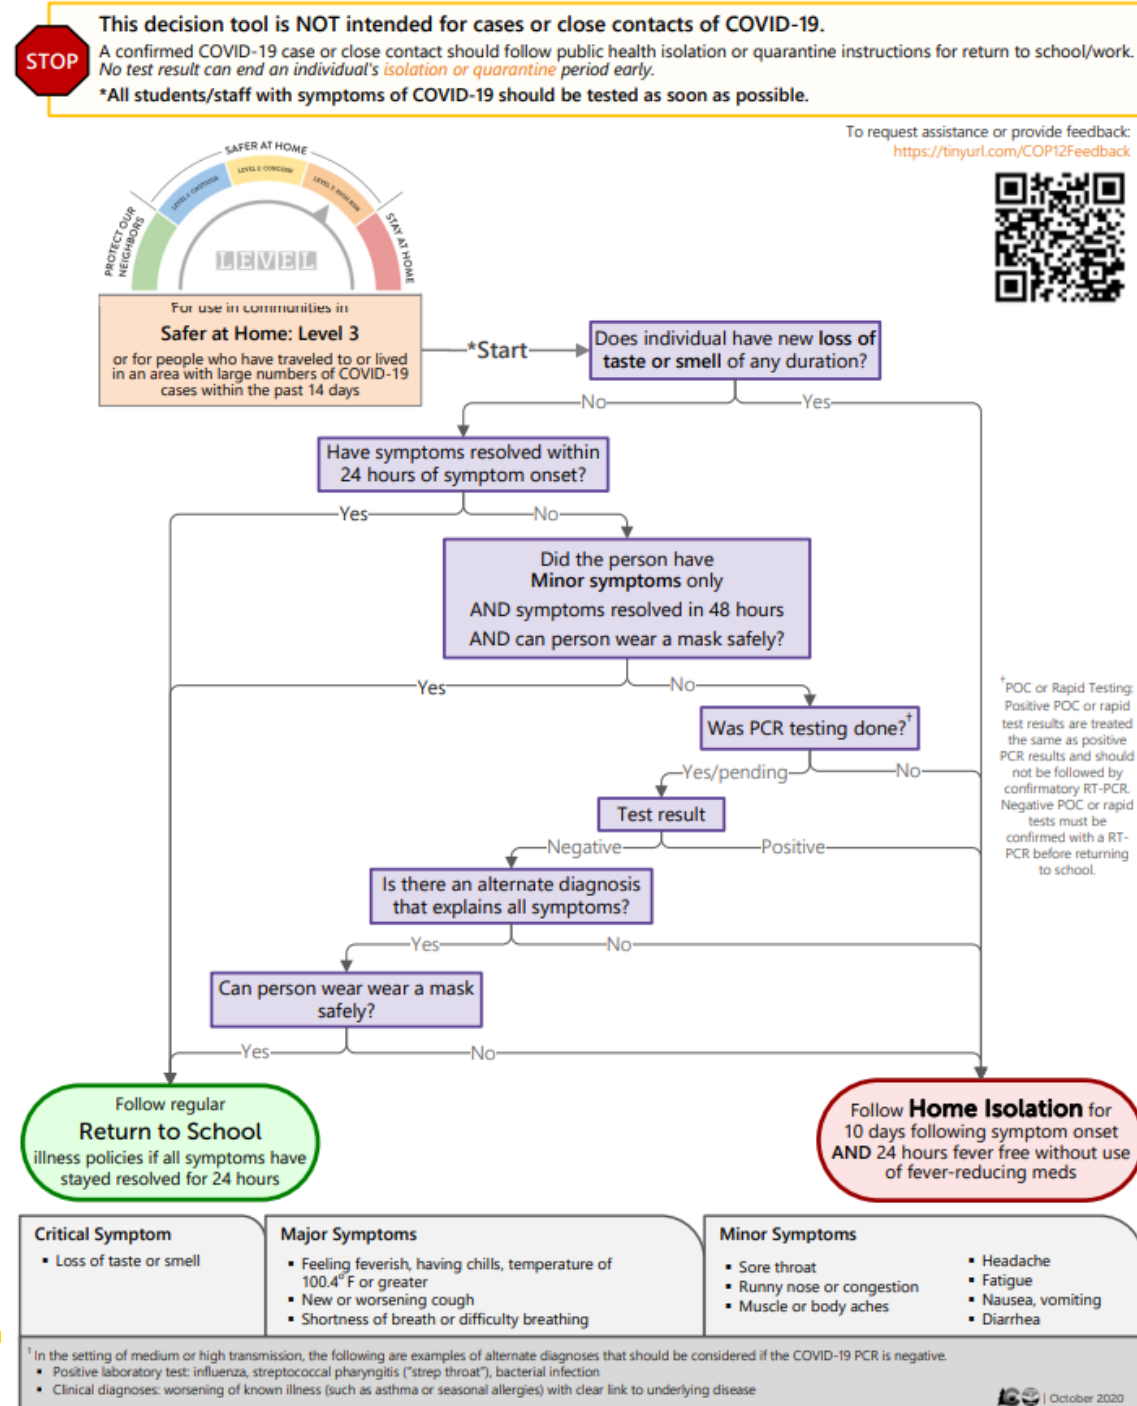 This decision tool is NOT intended for cases or close contacts of COVID-19.
STOP
A confirmed COVID-19 case or close contact should follow public health isolation or quarantine instructions for return to school/work.
No test result can end an individual's isolation or quarantine period early.
*All students/staff with symptoms of COVID-19 should be tested as soon as possible.
To request assistance or provide feedback:
https://tinyurl.com/COP12Feedback
SAFER AT HOME
LEVEL 1: CAUTIOUS
LEVEL 2: CONCERN
LEVEL 3: HIGH RISK
PROTECT OUR
NEIGHBORS
STAY AT HOME
LEVEL
For use in communities in
Safer at Home: Level 3
or for people who have traveled to or lived
in an area with large numbers of COVID-19
cases within the past 14 days
*Start
Does individual have new loss of
taste or smell of any duration?
No
Yes
Have symptoms resolved within
24 hours of symptom onset?
Yes
No
Did the person have
Minor symptoms only
AND symptoms resolved in 48 hours
AND can person wear a mask safely?
Yes
No
Was PCR testing done?†
Yes/pending
No
†POC or Rapid Testing:
Positive POC or rapid
test results are treated
the same as positive
PCR results and should
not be followed by
confirmatory RT-PCR.
Negative POC or rapid
tests must be
confirmed with a RT-
PCR before returning
to school.
Test result
Negative
Positive
Is there an alternate diagnosis
that explains all symptoms?
Yes
No
Can person wear wear a mask
safely?
Yes
No
Follow regular
Return to School
illness policies if all symptoms have
stayed resolved for 24 hours
Follow Home Isolation for
10 days following symptom onset
AND 24 hours fever free without use
of fever-reducing meds
Critical Symptom
▪ Loss of taste or smell
Major Symptoms
▪ Feeling feverish, having chills, temperature of
100.4° F or greater
▪ New or worsening cough
▪ Shortness of breath or difficulty breathing
Minor Symptoms
▪ Sore throat
▪ Runny nose or congestion
▪ Muscle or body aches
▪ Headache
▪ Fatigue
▪ Nausea, vomiting
▪ Diarrhea
¹ In the setting of medium or high transmission, the following are examples of alternate diagnoses that should be considered if the COVID-19 PCR is negative.
▪ Positive laboratory test: influenza, streptococcal pharyngitis ("strep throat"), bacterial infection
▪ Clinical diagnoses: worsening of known illness (such as asthma or seasonal allergies) with clear link to underlying disease
| October 2020